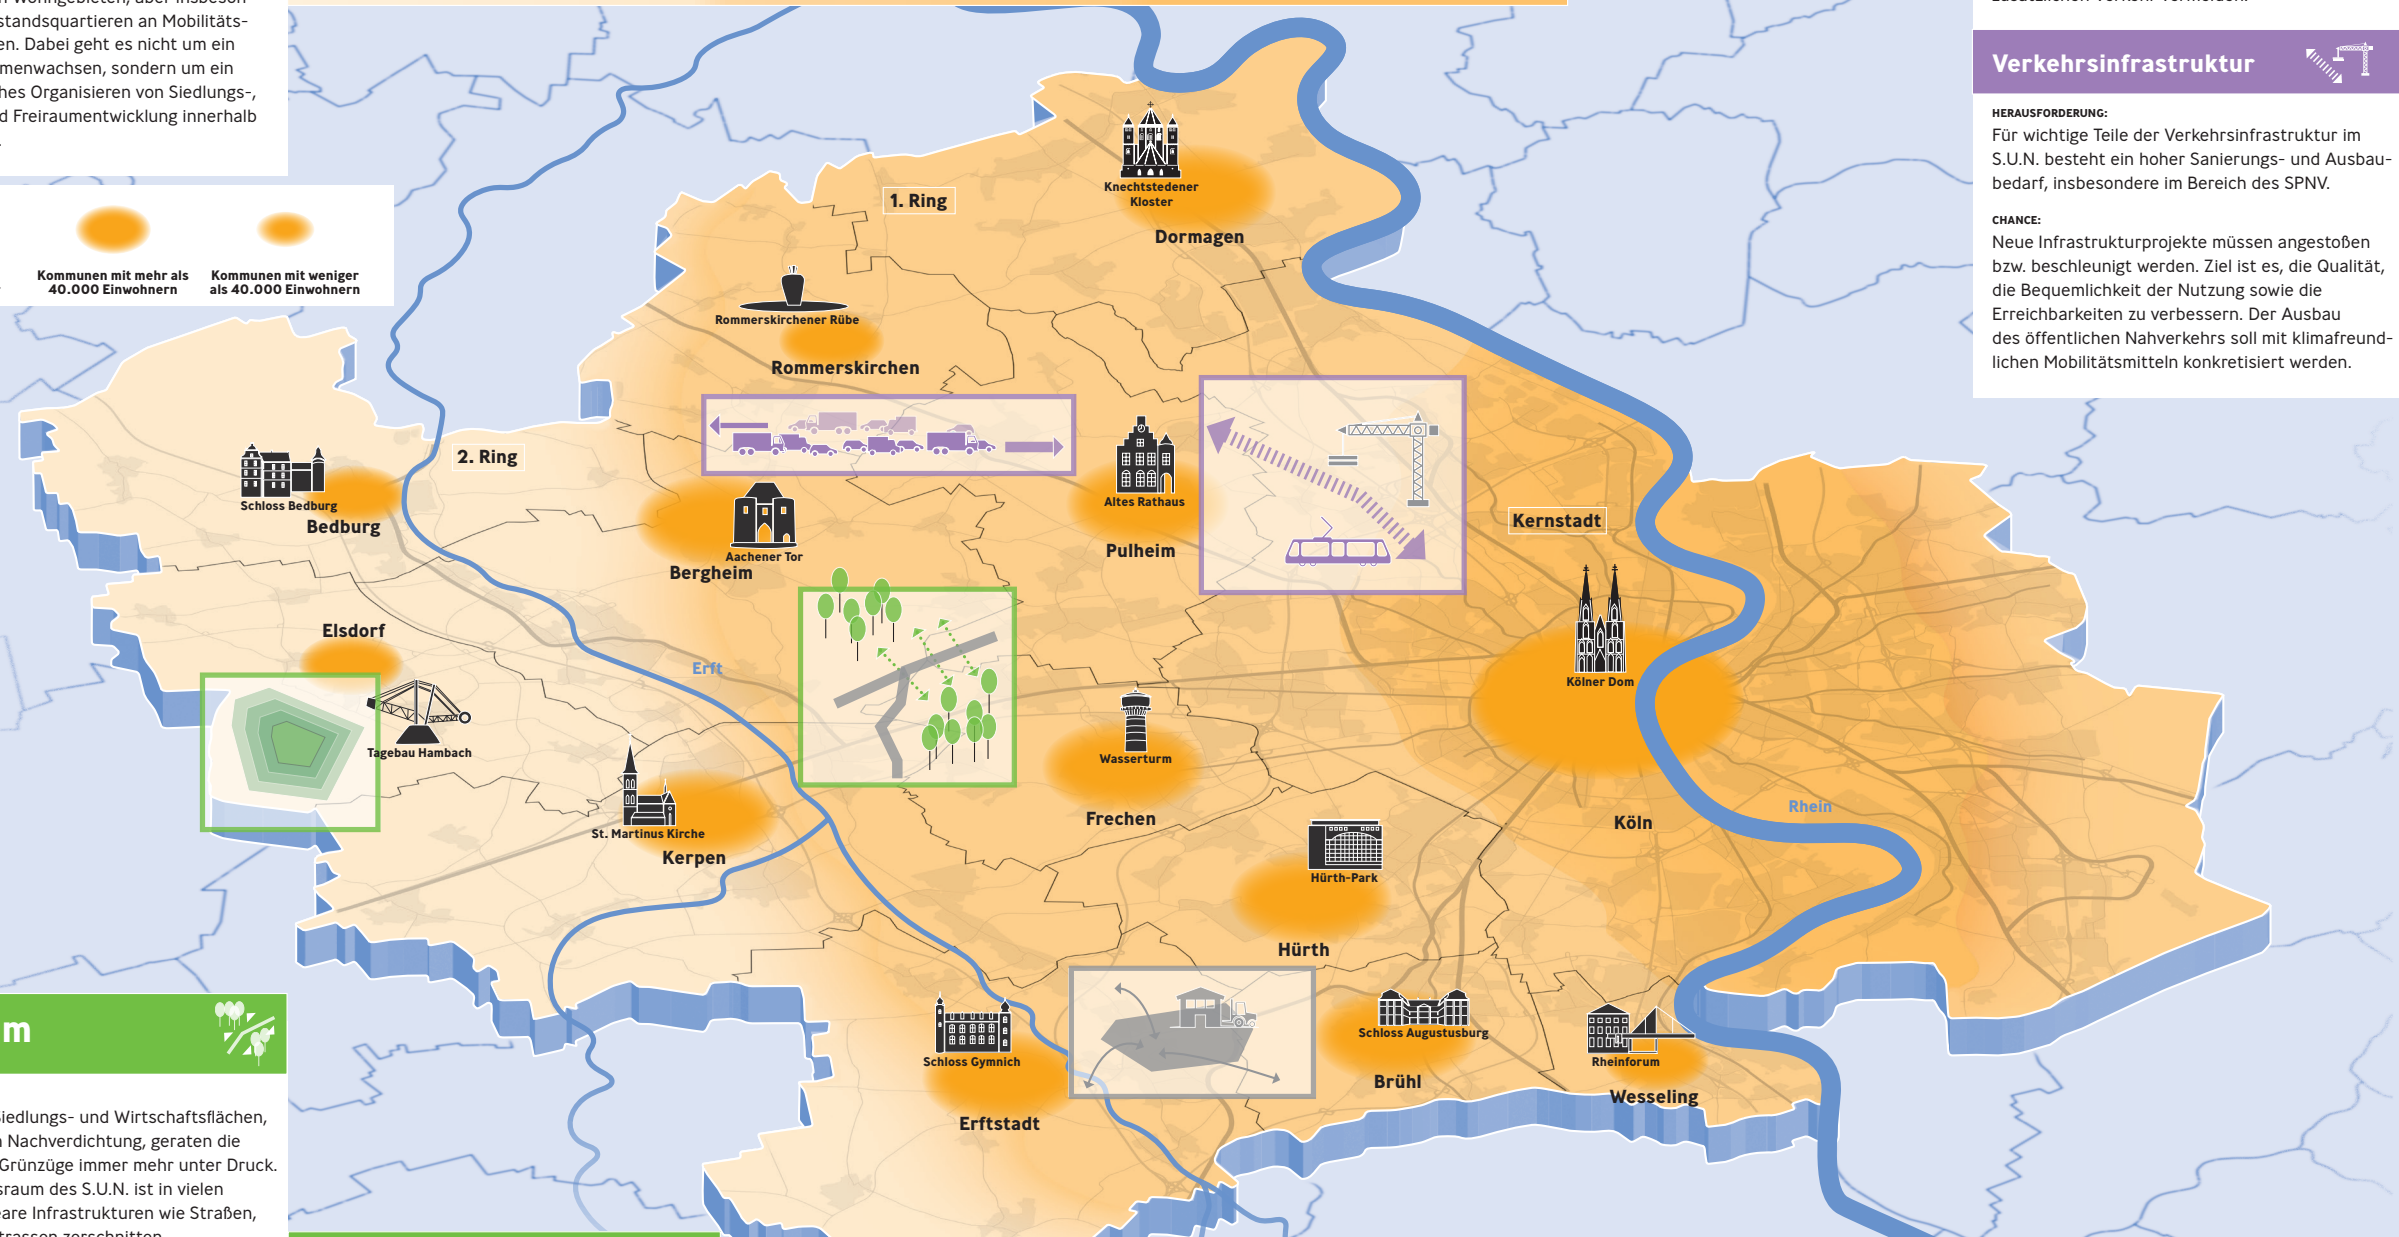 standsquartieren an Mobilitäts-
en. Dabei geht es nicht um ein
menwachsen, sondern um ein
ches Organisieren von Siedlungs-,
d Freiraumentwicklung innerhalb
Kommunen mit mehr als
40.000 Einwohnern
Kommunen mit weniger
als 40.000 Einwohnern
Verkehrsinfrastruktur
HERAUSFORDERUNG:
Für wichtige Teile der Verkehrsinfrastruktur im
S.U.N. besteht ein hoher Sanierungs- und Ausbau-
bedarf, insbesondere im Bereich des SPNV.
CHANCE:
Neue Infrastrukturprojekte müssen angestoßen
bzw. beschleunigt werden. Ziel ist es, die Qualität,
die Bequemlichkeit der Nutzung sowie die
Erreichbarkeiten zu verbessern. Der Ausbau
des öffentlichen Nahverkehrs soll mit klimafreund-
lichen Mobilitätsmitteln konkretisiert werden.
1. Ring
Knechtstedener
Kloster
Dormagen
Rommerskirchener Rübe
Rommerskirchen
2. Ring
Schloss Bedburg
Bedburg
Aachener Tor
Bergheim
Altes Rathaus
Pulheim
Kernstadt
Elsdorf
Tagebau Hambach
Erft
Kölner Dom
Köln
Rhein
Wasserturm
Frechen
St. Martinus Kirche
Kerpen
Hürth-Park
Hürth
Schloss Gymnich
Erftstadt
Schloss Augustusburg
Brühl
Rheinforum
Wesseling
m
Siedlungs- und Wirtschaftsflächen,
n Nachverdichtung, geraten die
Grünzüge immer mehr unter Druck.
sraum des S.U.N. ist in vielen
eare Infrastrukturen wie Straßen,
trassen zerschnitten